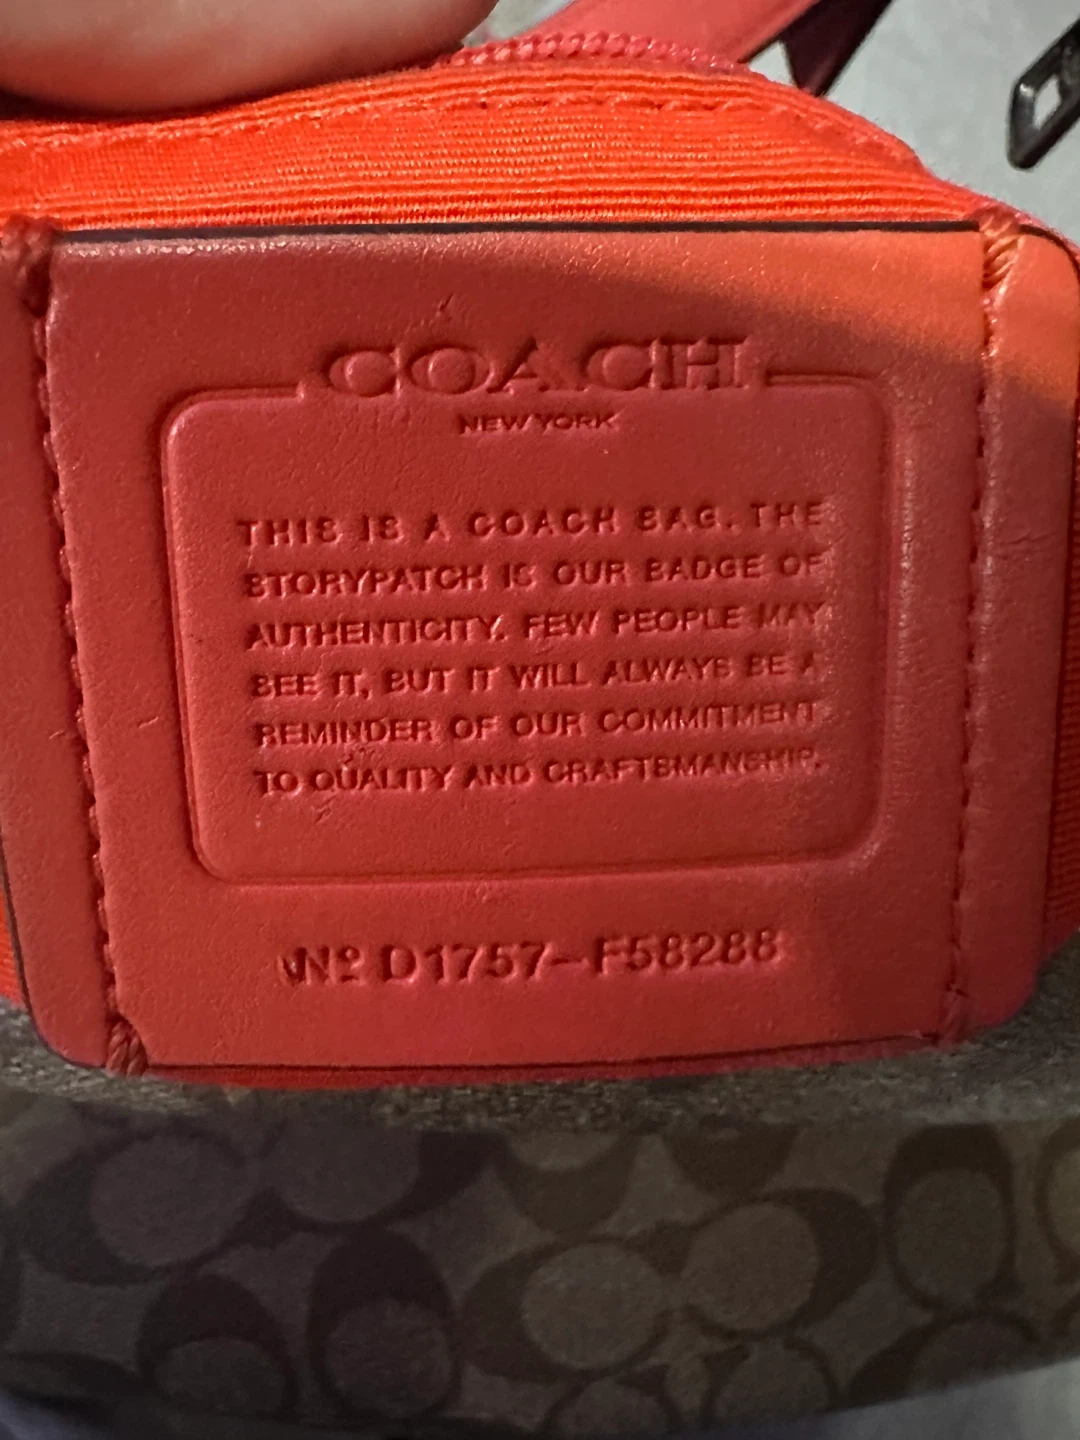 COACH
NEW YORK
THIS IS A COACH BAG. THE
STORYPATCH IS OUR BADGE OF
AUTHENTICITY. FEW PEOPLE MAY
SEE IT, BUT IT WILL ALWAYS BE A
REMINDER OF OUR COMMITMENT
TO QUALITY AND CRAFTSMANSHIP.
Nº D1757-F58288